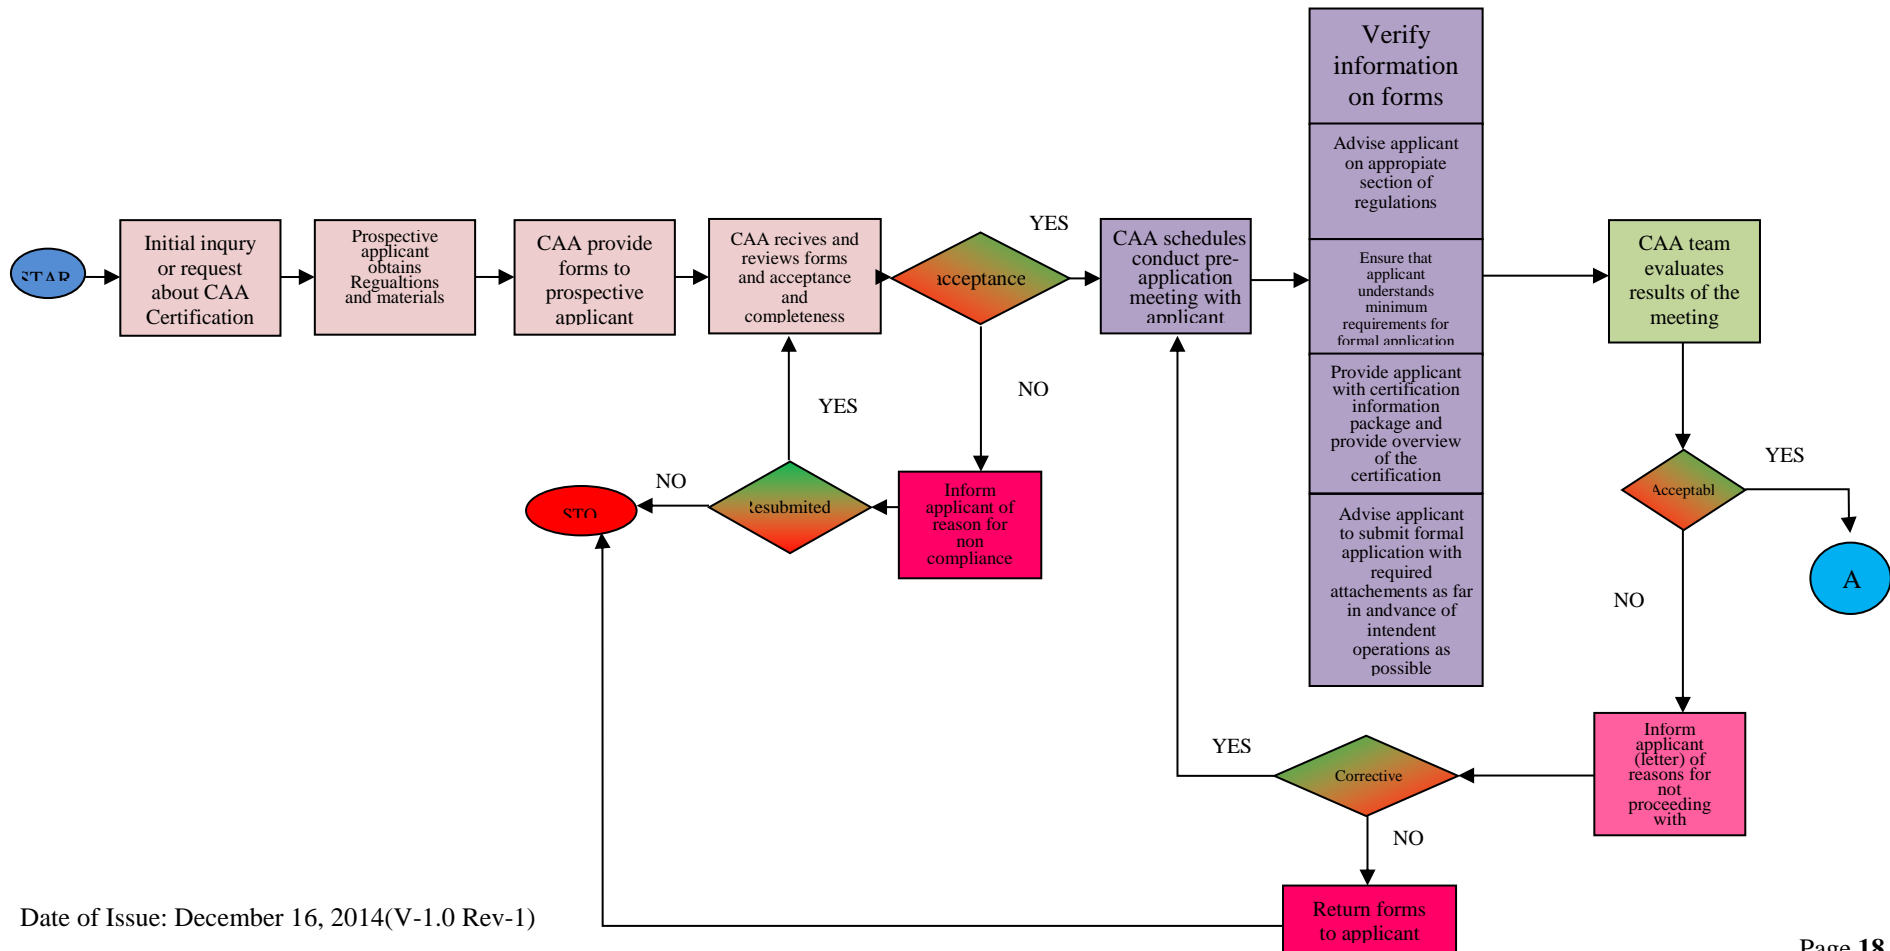 STAR
Initial inqury
or request
about CAA
Certification
Prospective
applicant
obtains
Regualtions
and materials
CAA provide
forms to
prospective
applicant
CAA recives and
reviews forms
and acceptance
and
completeness
acceptance
YES
NO
CAA schedules
conduct pre-
application
meeting with
applicant
Verify
information
on forms
Advise applicant
on appropiate
section of
regulations
Ensure that
applicant
understands
minimum
requirements for
formal application
Provide applicant
with certification
information
package and
provide overview
of the
certification
Advise applicant
to submit formal
application with
required
attachements as far
in andvance of
intendent
operations as
possible
CAA team
evaluates
results of the
meeting
Acceptabl
YES
A
NO
Inform
applicant of
reason for
non
compliance
Resubmited
YES
NO
STO
Inform
applicant
(letter) of
reasons for
not
proceeding
with
Corrective
YES
NO
Return forms
to applicant
Date of Issue: December 16, 2014(V-1.0 Rev-1)
Page 18